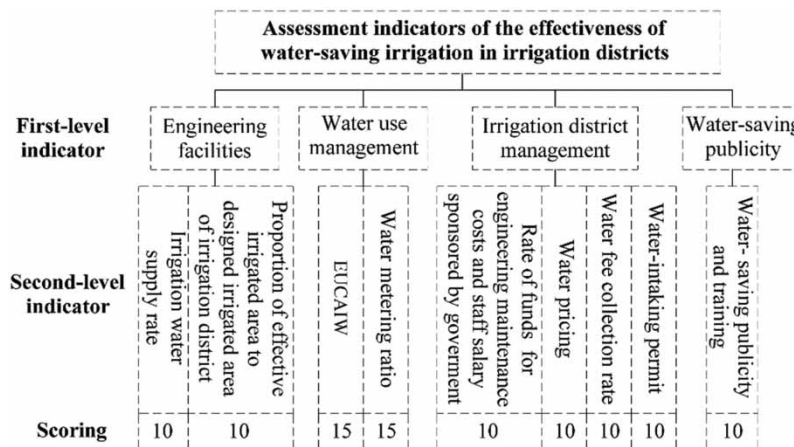 Assessment indicators of the effectiveness of
water-saving irrigation in irrigation districts
First-level
indicator
Engineering
facilities
Water use
management
Irrigation district
management
Water-saving
publicity
Second-level
indicator
Irrigation water
supply rate
Proportion of effective
irrigated area to
designed irrigated area
of irrigation district
EUCAIW
Water metering ratio
Rate of funds for
engineering maintenance
costs and staff salary
sponsored by goverment
Water pricing
Water fee collection rate
Water-intaking permit
Water- saving publicity
and training
Scoring
10
10
15
15
10
10
10
10
10